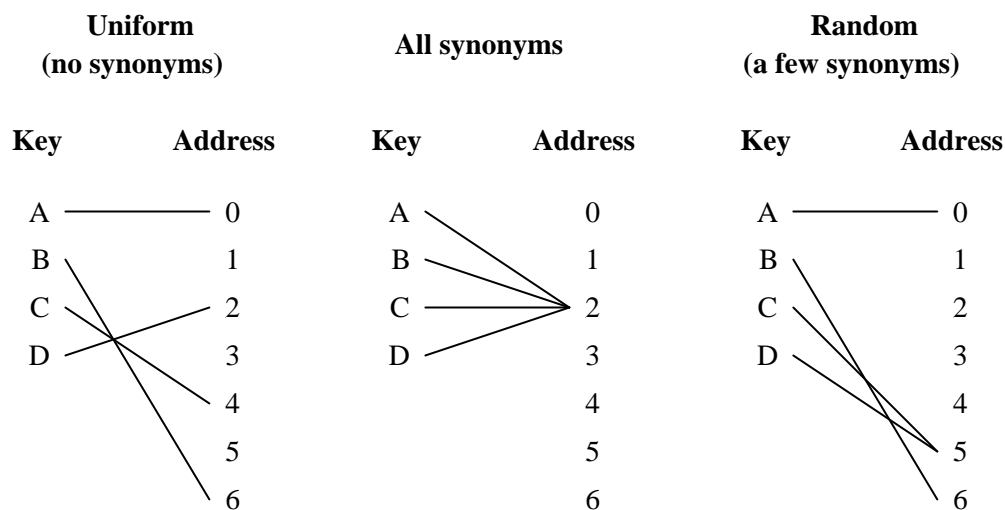 Uniform
(no synonyms)
All synonyms
Random
(a few synonyms)
Key Address
Key Address
Key Address
A 0
B 1
C 2
D 3
4
5
6
A 0
B 1
C 2
D 3
4
5
6
A 0
B 1
C 2
D 3
4
5
6